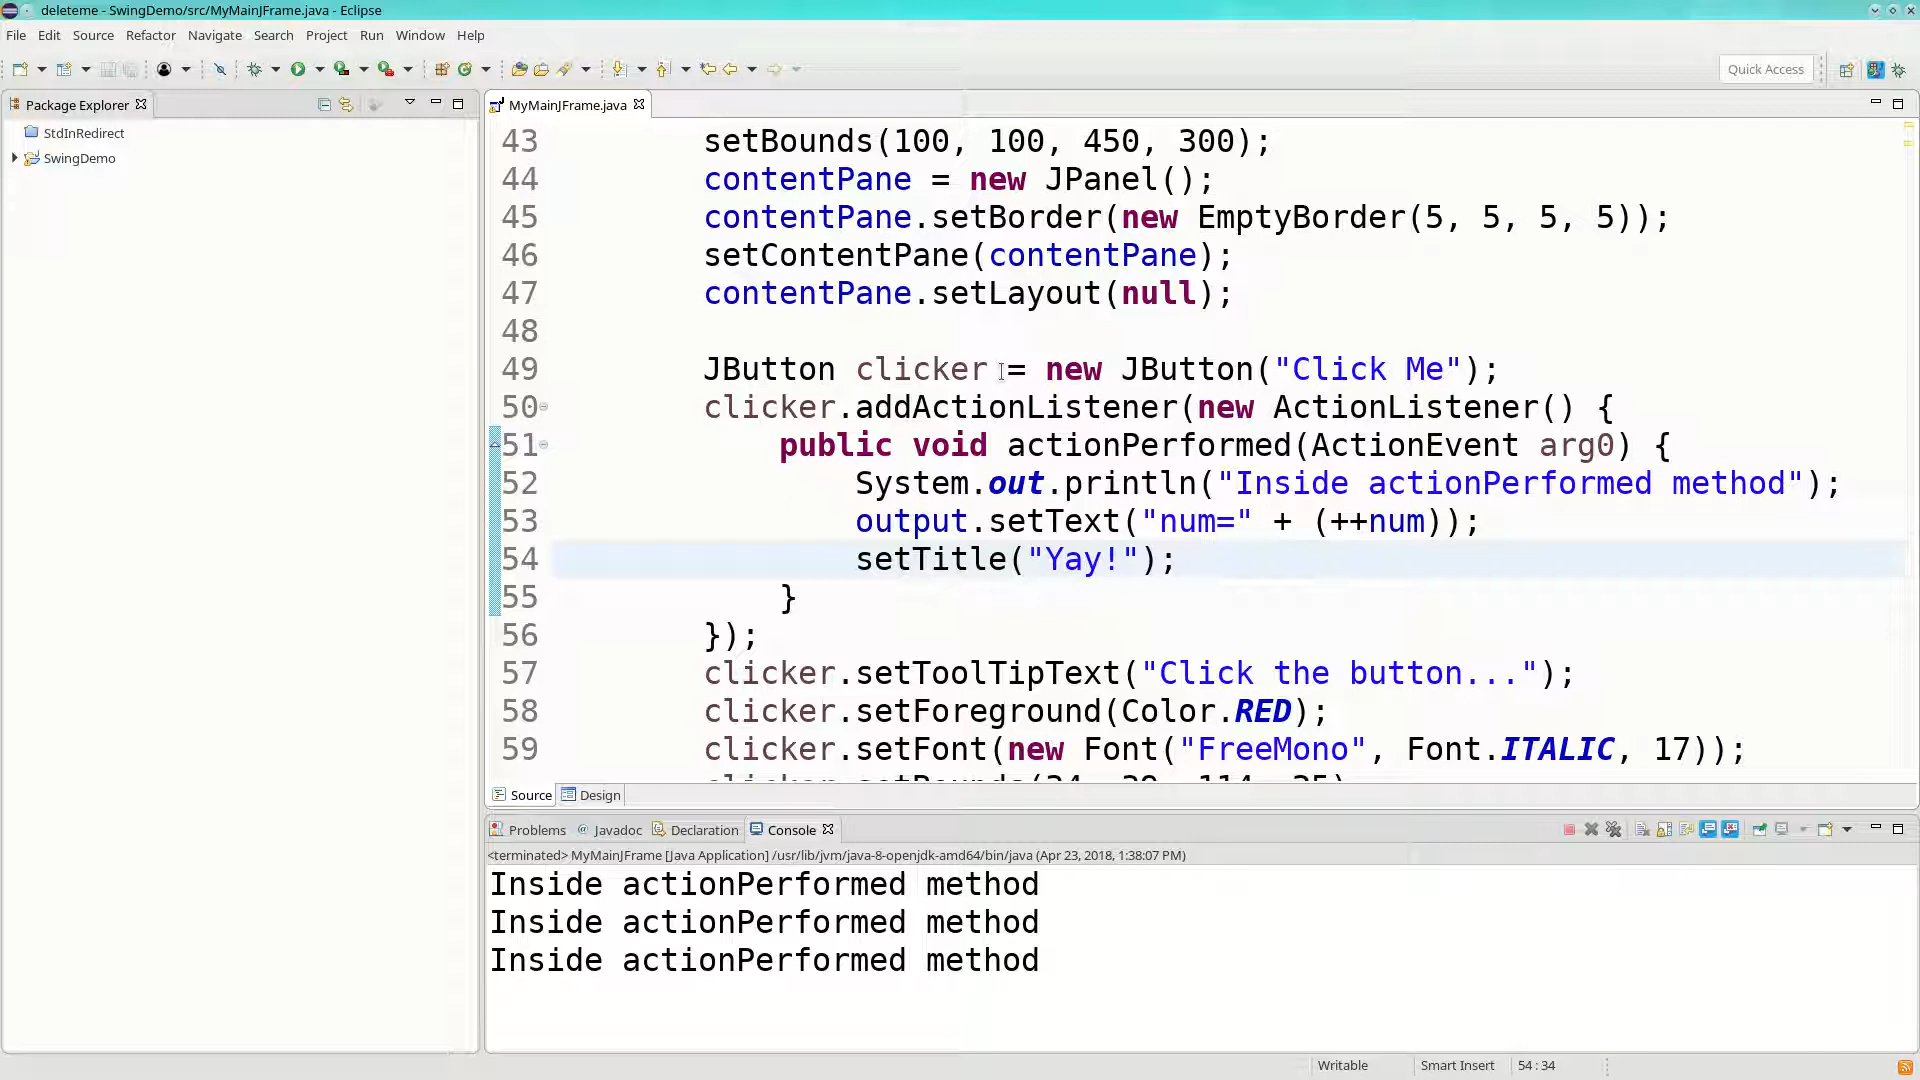 deleteme - SwingDemo/src/MyMainJFrame.java - Eclipse
File Edit Source Refactor Navigate Search Project Run Window Help
Quick Access
Package Explorer
StdInRedirect
SwingDemo
MyMainJFrame.java
43 setBounds(100, 100, 450, 300);
44 contentPane = new JPanel();
45 contentPane.setBorder(new EmptyBorder(5, 5, 5, 5));
46 setContentPane(contentPane);
47 contentPane.setLayout(null);
48
49 JButton clicker = new JButton("Click Me");
50 clicker.addActionListener(new ActionListener() {
51 public void actionPerformed(ActionEvent arg0) {
52 System.out.println("Inside actionPerformed method");
53 output.setText("num=" + (++num));
54 setTitle("Yay!");
55 }
56 });
57 clicker.setToolTipText("Click the button...");
58 clicker.setForeground(Color.RED);
59 clicker.setFont(new Font("FreeMono", Font.ITALIC, 17));
Source Design
Problems Javadoc Declaration Console
<terminated> MyMainJFrame [Java Application] /usr/lib/jvm/java-8-openjdk-amd64/bin/java (Apr 23, 2018, 1:38:07 PM)
Inside actionPerformed method
Inside actionPerformed method
Inside actionPerformed method
Writable Smart Insert 54 : 34